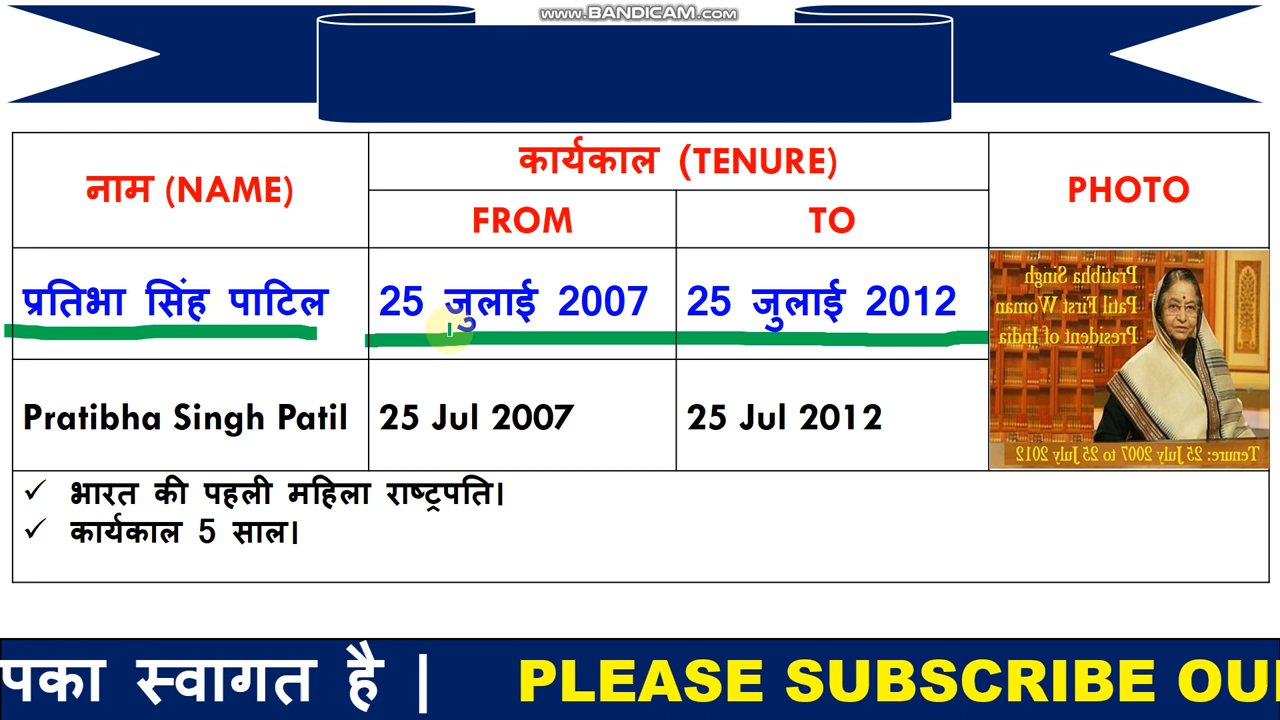 www.BANDICAM.com
नाम (NAME)
कार्यकाल (TENURE)
PHOTO
FROM
TO
प्रतिभा सिंह पाटिल
25 जुलाई 2007
25 जुलाई 2012
Pratibha Singh
Patil First Woman
President of India
Tenure: 25 July 2007 to 25 July 2012
Pratibha Singh Patil
25 Jul 2007
25 Jul 2012
✓ भारत की पहली महिला राष्ट्रपति।
✓ कार्यकाल 5 साल।
पका स्वागत है | PLEASE SUBSCRIBE OU